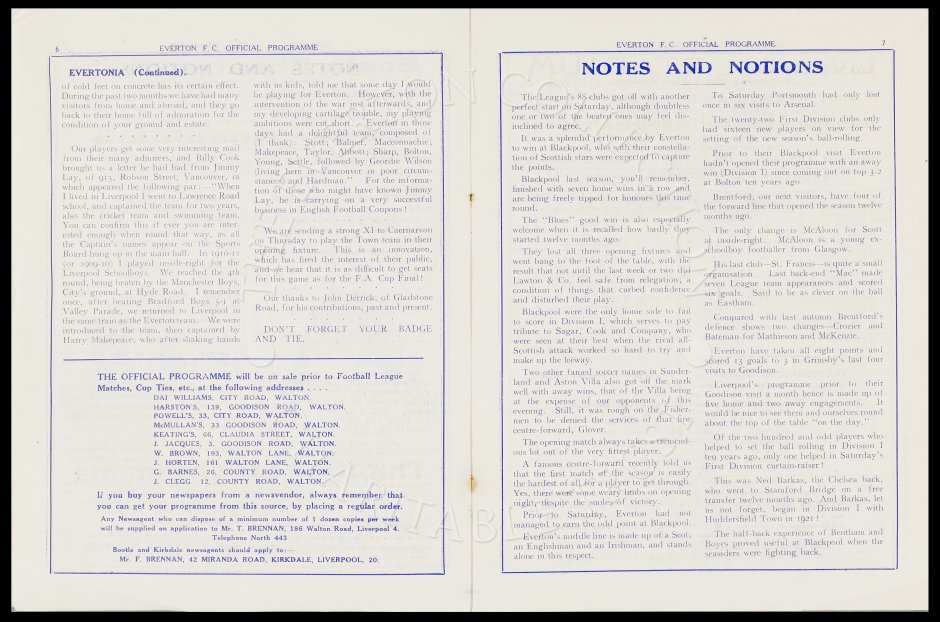 6
EVERTON F. C. OFFICIAL PROGRAMME
EVERTONIA (Continued).
of cold feet on concrete has its certain effect.
During the past two months we have had many
visitors from home and abroad, and they go
back to their home full of admiration for the
condition of your ground and estate.
Our players get some very interesting mail
from their many admirers, and Billy Cook
brought us a letter he had had from Jimmy
Lay, of 915, Robson Street, Vancouver, in
which appeared the following par:—"When
I lived in Liverpool I went to Lawrence Road
school, and captained the team for two years,
also the cricket team and swimming team.
You can confirm this if ever you are inter-
ested enough when round that way, as all
the Captain's names appear on the Sports
Board hung up in the main hall. In 1910-11
(or 1909-10) I played inside-right for the
Liverpool Schoolboys. We reached the 4th
round, being beaten by the Manchester Boys,
City's ground, at Hyde Road. I remember
once, after beating Bradford Boys 5-1 at
Valley Parade, we returned to Liverpool in
the same train as the Everton team. We were
introduced to the team, then captained by
Harry Makepeace, who after shaking hands
with us kids, told me that some day I would
be playing for Everton. However, with the
intervention of the war just afterwards, and
my developing cartilage trouble, my playing
ambitions were cut short. Everton in those
days had a delightful team, composed of
(I think): Scott; Balmer, Macconnachie;
Makepeace, Taylor, Abbott; Sharp, Bolton,
Young, Settle, followed by Geordie Wilson
(living here in Vancouver in poor circum-
stances) and Hardman." For the informa-
tion of those who might have known Jimmy
Lay, he is carrying on a very successful
business in English Football Coupons!
We are sending a strong XI to Caernarvon
on Thursday to play the Town team in their
opening fixture. This is an innovation,
which has fired the interest of their public,
and we hear that it is as difficult to get seats
for this game as for the F.A. Cup Final!
Our thanks to John Derrick, of Gladstone
Road, for his contributions, past and present.
DON'T FORGET YOUR BADGE
AND TIE.
THE OFFICIAL PROGRAMME will be on sale prior to Football League
Matches, Cup Ties, etc., at the following addresses . . . .
DAI WILLIAMS, CITY ROAD, WALTON.
HARSTON'S, 139, GOODISON ROAD, WALTON.
POWELL'S, 33, CITY ROAD, WALTON.
McMULLAN'S, 33 GOODISON ROAD, WALTON.
KEATING'S, 66, CLAUDIA STREET, WALTON.
J. JACQUES, 3, GOODISON ROAD, WALTON.
W. BROWN, 193, WALTON LANE, WALTON.
J. HORTEN, 161 WALTON LANE, WALTON.
G. BARNES, 26, COUNTY ROAD, WALTON.
J. CLEGG 12, COUNTY ROAD, WALTON.
If you buy your newspapers from a newsvendor, always remember that
you can get your programme from this source, by placing a regular order.
Any Newsagent who can dispose of a minimum number of 1 dozen copies per week
will be supplied on application to Mr. T. BRENNAN, 186 Walton Road, Liverpool 4.
Telephone North 443
Bootle and Kirkdale newsagents should apply to:—
Mr. F. BRENNAN, 42 MIRANDA ROAD, KIRKDALE, LIVERPOOL, 20.
EVERTON F. C. OFFICIAL PROGRAMME
7
NOTES AND NOTIONS
The League's 88 clubs got off with another
perfect start on Saturday, although doubtless
one or two of the beaten ones may feel dis-
inclined to agree.
It was a splendid performance by Everton
to win at Blackpool, who with their constella-
tion of Scottish stars were expected to capture
the points.
Blackpool last season, you'll remember,
finished with seven home wins in a row and
are being freely tipped for honours this time
round.
The "Blues" good win is also especially
welcome when it is recalled how badly they
started twelve months ago.
They lost all three opening fixtures and
went bang to the foot of the table, with the
result that not until the last week or two did
Lawton & Co. feel safe from relegation; a
condition of things that curbed confidence
and disturbed their play.
Blackpool were the only home side to fail
to score in Division I, which serves to pay
tribute to Sagar, Cook and Company, who
were seen at their best when the rival all-
Scottish attack worked so hard to try and
make up the leeway.
Two other famed soccer names in Sunder-
land and Aston Villa also got off the mark
well with away wins, that of the Villa being
at the expense of our opponents of this
evening. Still, it was rough on the Fisher-
men to be denied the services of that fine
centre-forward, Glover.
The opening match always takes a tremend-
ous lot out of the very fittest player.
A famous centre-forward recently told us
that the first match of the season is easily
the hardest of all for a player to get through.
Yes, there were some weary limbs on opening
night, despite the smiles of victory.
Prior to Saturday, Everton had not
managed to earn the odd point at Blackpool.
Everton's middle line is made up of a Scot,
an Englishman and an Irishman, and stands
alone in this respect.
To Saturday Portsmouth had only lost
once in six visits to Arsenal.
The twenty-two First Division clubs only
had sixteen new players on view for the
setting of the new season's ball-rolling.
Prior to their Blackpool visit Everton
hadn't opened their programme with an away
win (Division I) since coming out on top 3-2
at Bolton ten years ago.
Brentford, our next visitors, have four of
the forward line that opened the season twelve
months ago.
The only change is McAloon for Scott
at inside-right. McAloon is a young ex-
schoolboy footballer from Glasgow.
His last club—St. Francis—is quite a small
organisation. Last back-end "Mac" made
seven League team appearances and scored
six goals. Said to be as clever on the ball
as Eastham.
Compared with last autumn Brentford's
defence shows two changes—Crozier and
Bateman for Mathieson and McKenzie.
Everton have taken all eight points and
scored 13 goals to 3 in Grimsby's last four
visits to Goodison.
Liverpool's programme prior to their
Goodison visit a month hence is made up of
five home and two away engagements. It
would be nice to see them and ourselves round
about the top of the table "on the day."
Of the two hundred and odd players who
helped to set the ball rolling in Division I
ten years ago, only one helped in Saturday's
First Division curtain-raiser!
This was Ned Barkas, the Chelsea back,
who went to Stamford Bridge on a free
transfer twelve months ago. And Barkas, let
us not forget, began in Division I with
Huddersfield Town in 1921!
The half-back experience of Bentham and
Boyes proved useful at Blackpool when the
seasiders were fighting back.